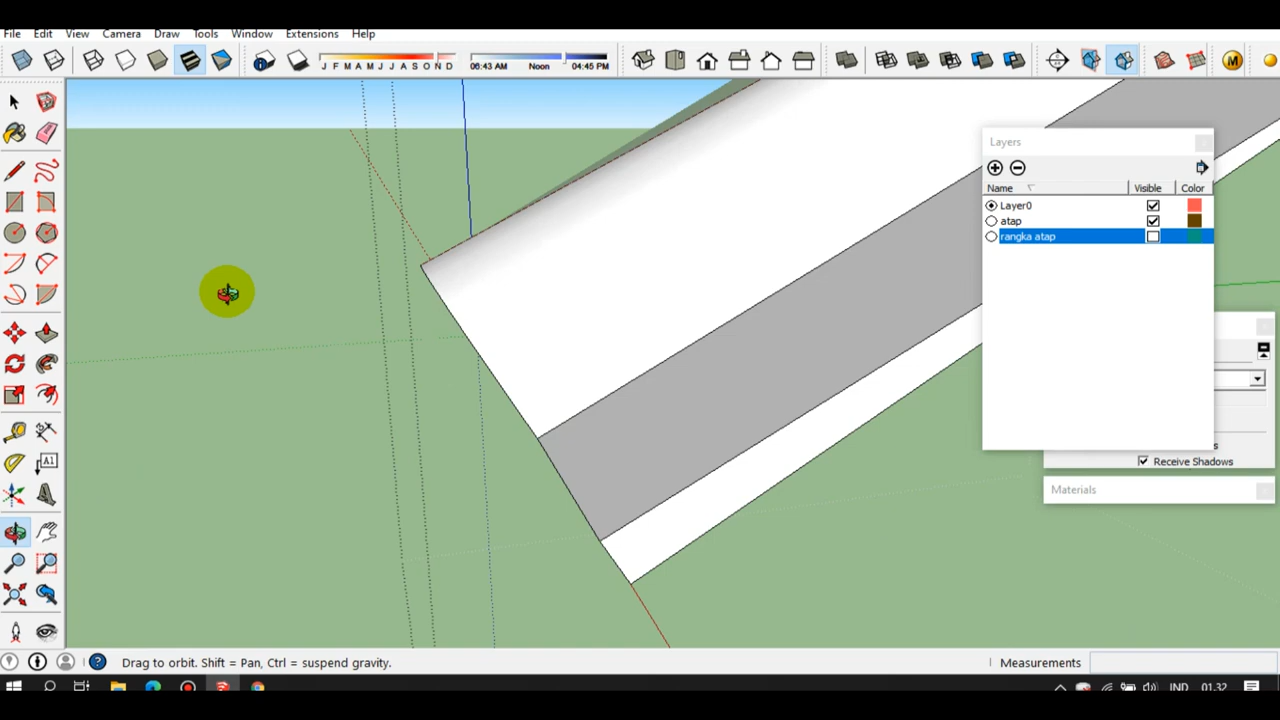 File Edit View Camera Draw Tools Window Extensions Help
J F M A M J J A S O N D 06:43 AM Noon 04:45 PM
M
Layers
Name Visible Color
Layer0
atap
rangka atap
A1
Receive Shadows
Materials
Drag to orbit. Shift = Pan, Ctrl = suspend gravity.
Measurements
IND 01.32